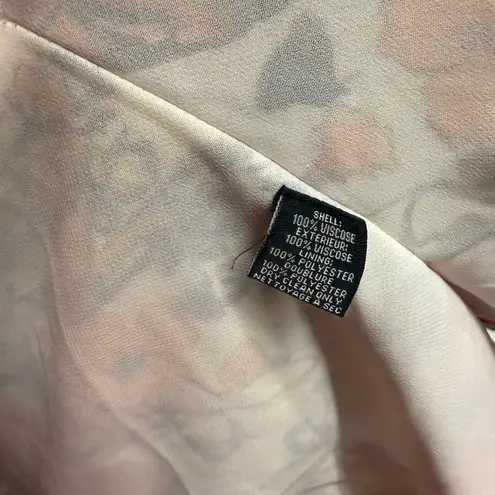 SHELL:
100% VISCOSE
EXTERIEUR:
100% VISCOSE
LINING:
100% POLYESTER
DOUBLURE
100% POLYESTER
DRY CLEAN ONLY
NETTOYAGE A SEC